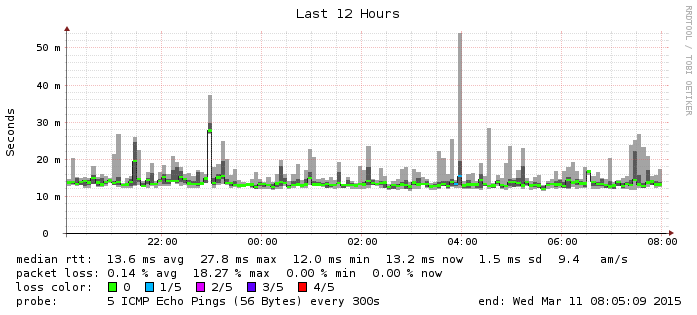 Last 12 Hours
RRDTOOL / TOBI OETIKER
Seconds
50 m
40 m
30 m
20 m
10 m
0
22:00 00:00 02:00 04:00 06:00 08:00
median rtt: 13.6 ms avg 27.8 ms max 12.0 ms min 13.2 ms now 1.5 ms sd 9.4 am/s
packet loss: 0.14 % avg 18.27 % max 0.00 % min 0.00 % now
loss color: 0 1/5 2/5 3/5 4/5
probe: 5 ICMP Echo Pings (56 Bytes) every 300s end: Wed Mar 11 08:05:09 2015